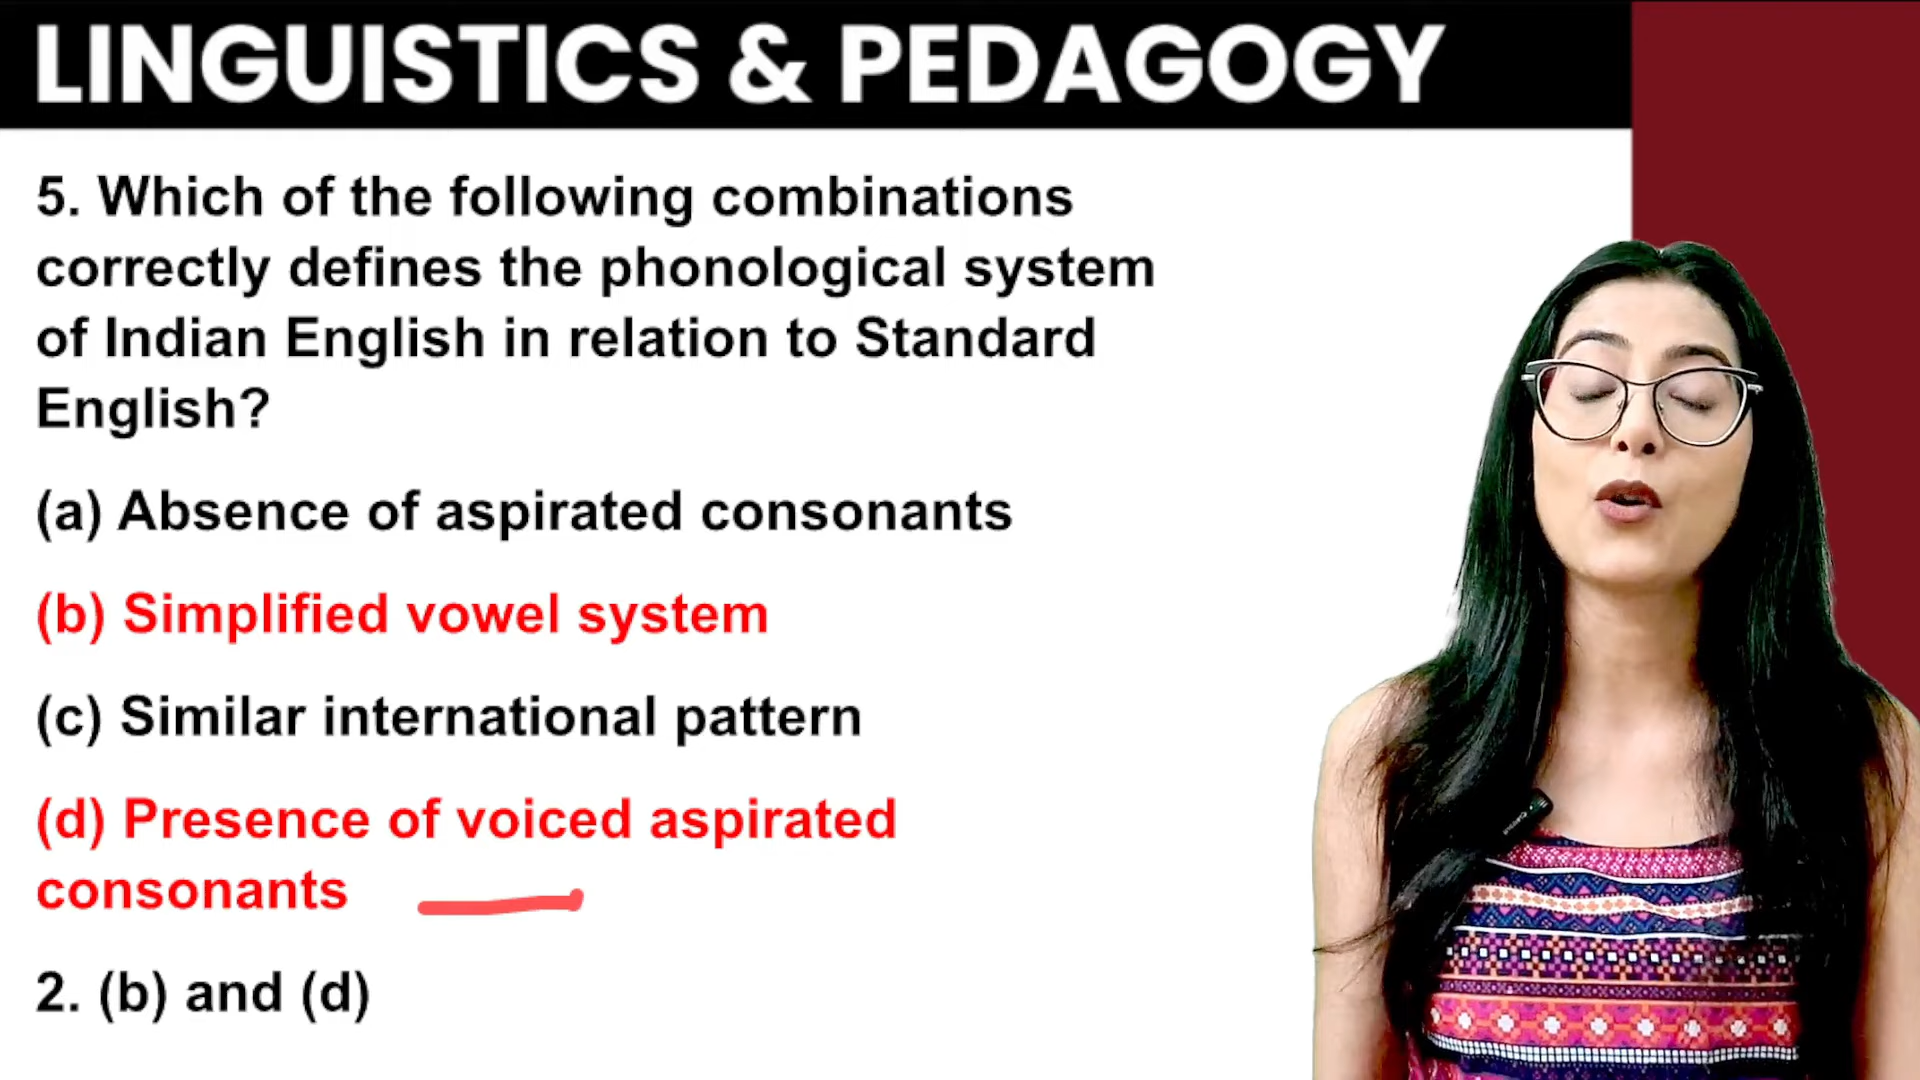 LINGUISTICS & PEDAGOGY
5. Which of the following combinations
correctly defines the phonological system
of Indian English in relation to Standard
English?
(a) Absence of aspirated consonants
(b) Simplified vowel system
(c) Similar international pattern
(d) Presence of voiced aspirated
consonants
2. (b) and (d)